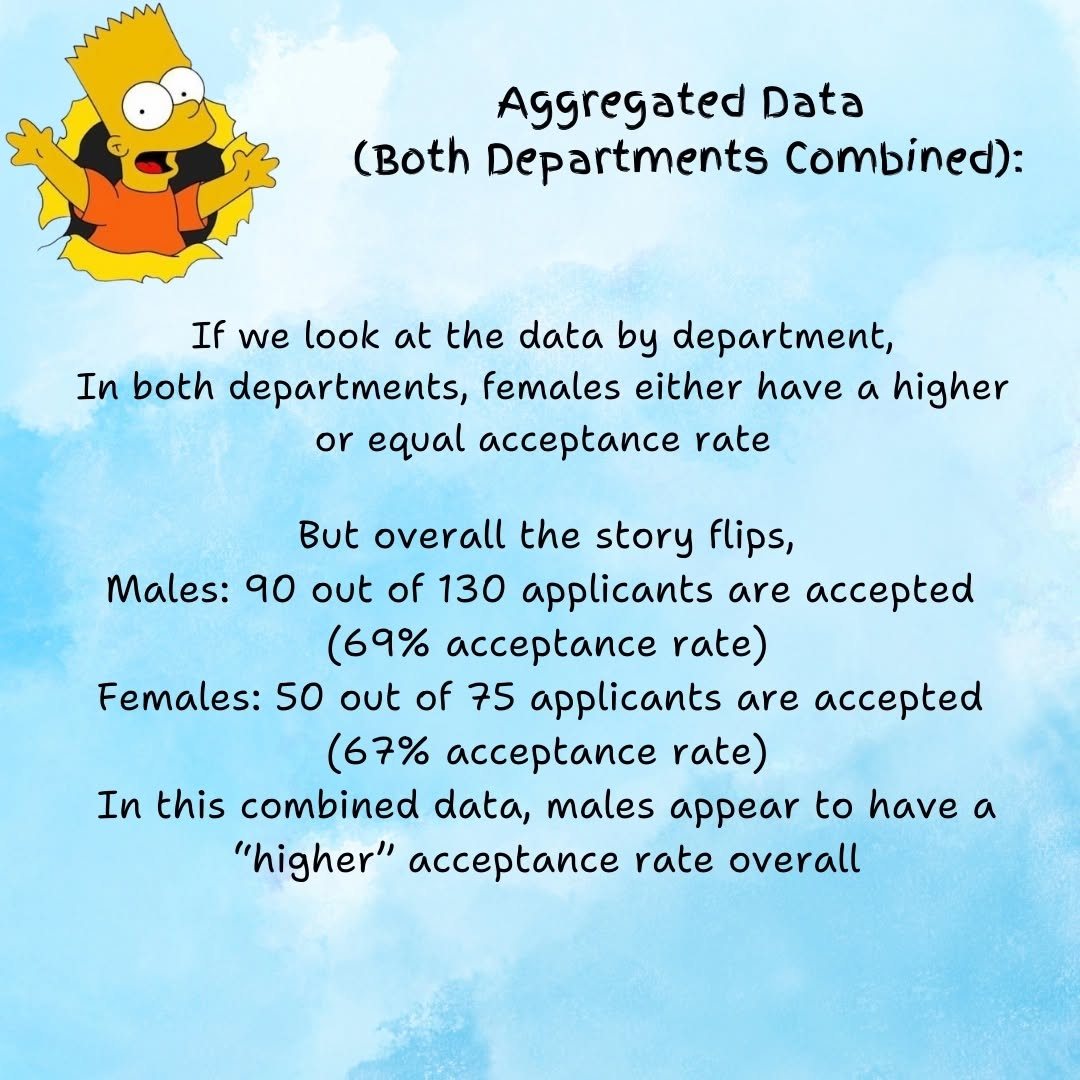 Aggregated Data
(Both Departments Combined):
If we look at the data by department,
In both departments, females either have a higher
or equal acceptance rate
But overall the story flips,
Males: 90 out of 130 applicants are accepted
(69% acceptance rate)
Females: 50 out of 75 applicants are accepted
(67% acceptance rate)
In this combined data, males appear to have a
“higher” acceptance rate overall